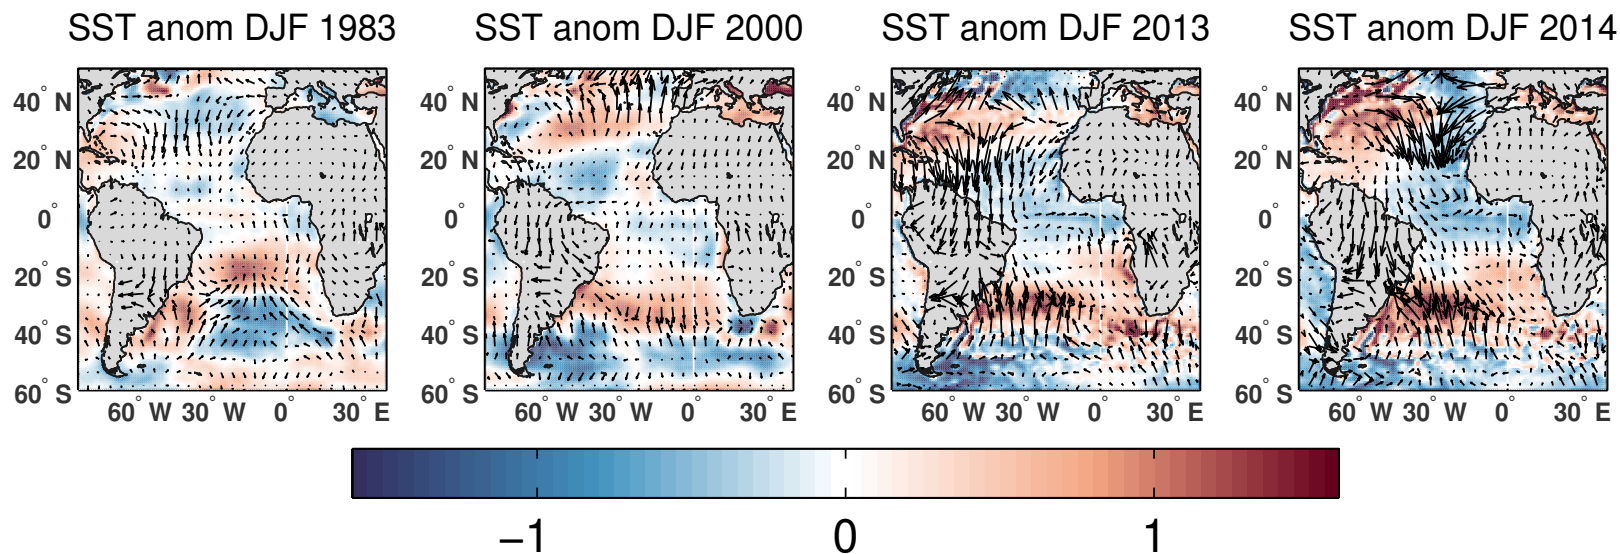 SST anom DJF 1983 SST anom DJF 2000 SST anom DJF 2013 SST anom DJF 2014
40° N 40° N 40° N 40° N
20° N 20° N 20° N 20° N
0° 0° 0° 0°
20° S 20° S 20° S 20° S
40° S 40° S 40° S 40° S
60° S 60° S 60° S 60° S
60° W 30° W 0° 30° E 60° W 30° W 0° 30° E 60° W 30° W 0° 30° E 60° W 30° W 0° 30° E
−1 0 1